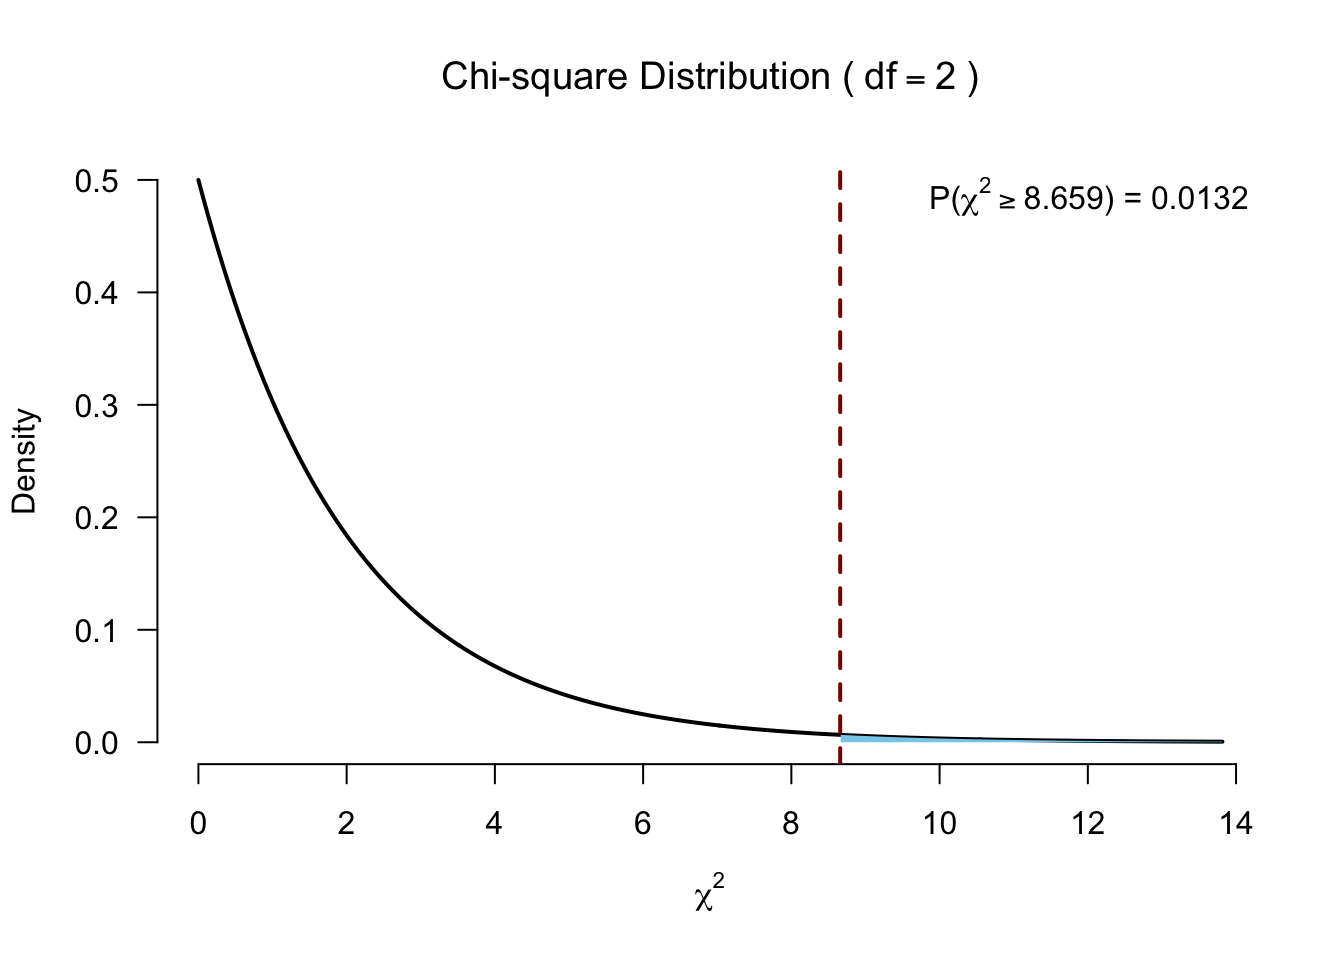 Chi-square Distribution ( df = 2 )
P(χ² ≥ 8.659) = 0.0132
Density
0.5
0.4
0.3
0.2
0.1
0.0
0 2 4 6 8 10 12 14
χ²